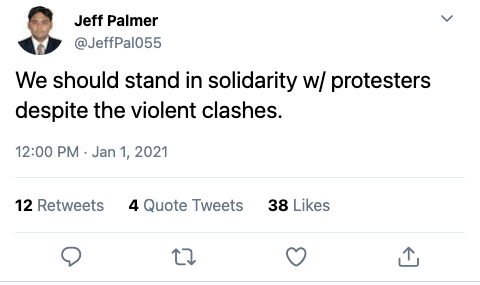 Jeff Palmer
@JeffPal055
We should stand in solidarity w/ protesters
despite the violent clashes.
12:00 PM · Jan 1, 2021
12 Retweets 4 Quote Tweets 38 Likes